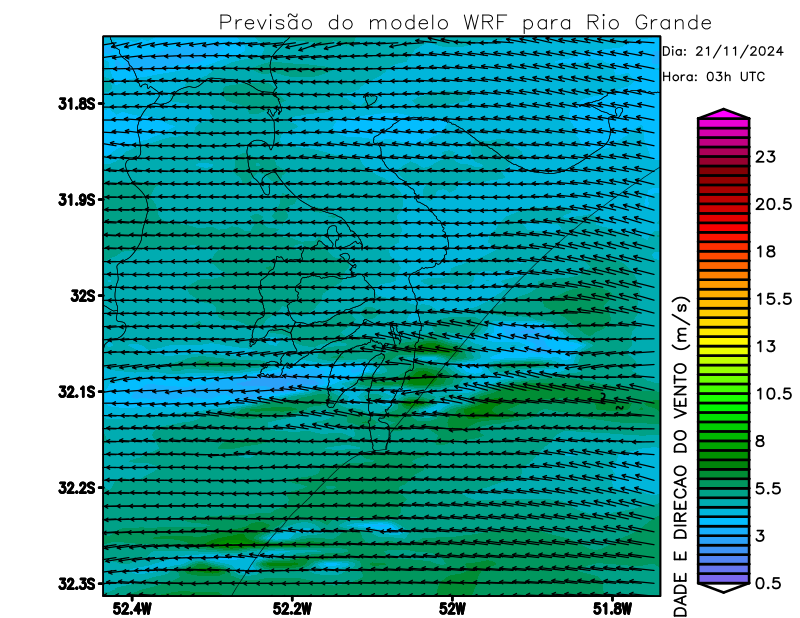 Previsão do modelo WRF para Rio Grande
Dia: 21/11/2024
Hora: 03h UTC
31.8S
31.9S
32S
32.1S
32.2S
32.3S
52.4W
52.2W
52W
51.8W
23
20.5
18
15.5
13
10.5
8
5.5
3
0.5
DADE E DIRECAO DO VENTO (m/s)